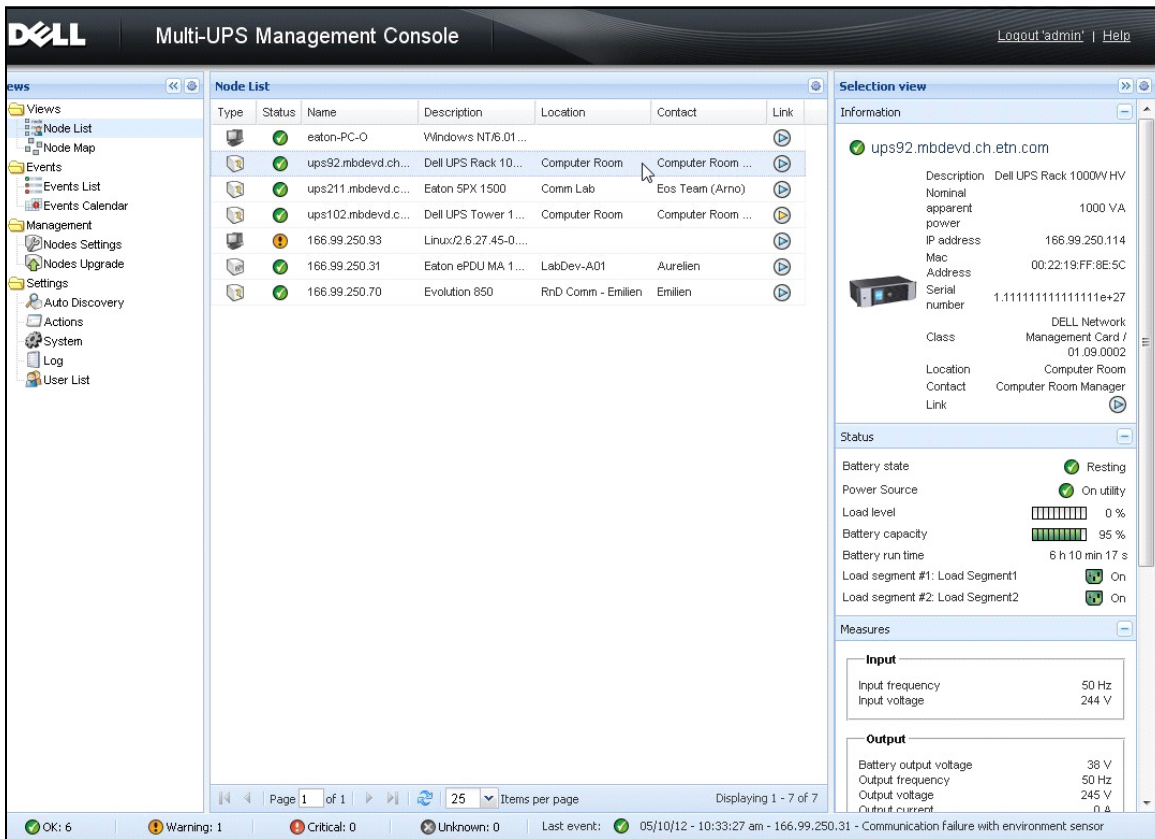 DELL Multi-UPS Management Console Logout 'admin' | Help
ews
Views
Node List
Node Map
Events
Events List
Events Calendar
Management
Nodes Settings
Nodes Upgrade
Settings
Auto Discovery
Actions
System
Log
User List
Node List
Type Status Name Description Location Contact Link
eaton-PC-O Windows NT/6.01...
ups92.mbdevd.ch... Dell UPS Rack 10... Computer Room Computer Room ...
ups211.mbdevd.c... Eaton 5PX 1500 Comm Lab Eos Team (Arno)
ups102.mbdevd.c... Dell UPS Tower 1... Computer Room Computer Room ...
166.99.250.93 Linux/2.6.27.45-0....
166.99.250.31 Eaton ePDU MA 1... LabDev-A01 Aurelien
166.99.250.70 Evolution 850 RnD Comm - Emilien Emilien
Page 1 of 1 25 Items per page Displaying 1 - 7 of 7
Selection view
Information
ups92.mbdevd.ch.etn.com
Description Dell UPS Rack 1000W HV
Nominal
apparent 1000 VA
power
IP address 166.99.250.114
Mac
Address 00:22:19:FF:8E:5C
Serial
number 1.111111111111111e+27
DELL Network
Class Management Card /
01.09.0002
Location Computer Room
Contact Computer Room Manager
Link
Status
Battery state Resting
Power Source On utility
Load level 0 %
Battery capacity 95 %
Battery run time 6 h 10 min 17 s
Load segment #1: Load Segment1 On
Load segment #2: Load Segment2 On
Measures
Input
Input frequency 50 Hz
Input voltage 244 V
Output
Battery output voltage 38 V
Output frequency 50 Hz
Output voltage 245 V
Output current 0 A
OK: 6 Warning: 1 Critical: 0 Unknown: 0 Last event: 05/10/12 - 10:33:27 am - 166.99.250.31 - Communication failure with environment sensor